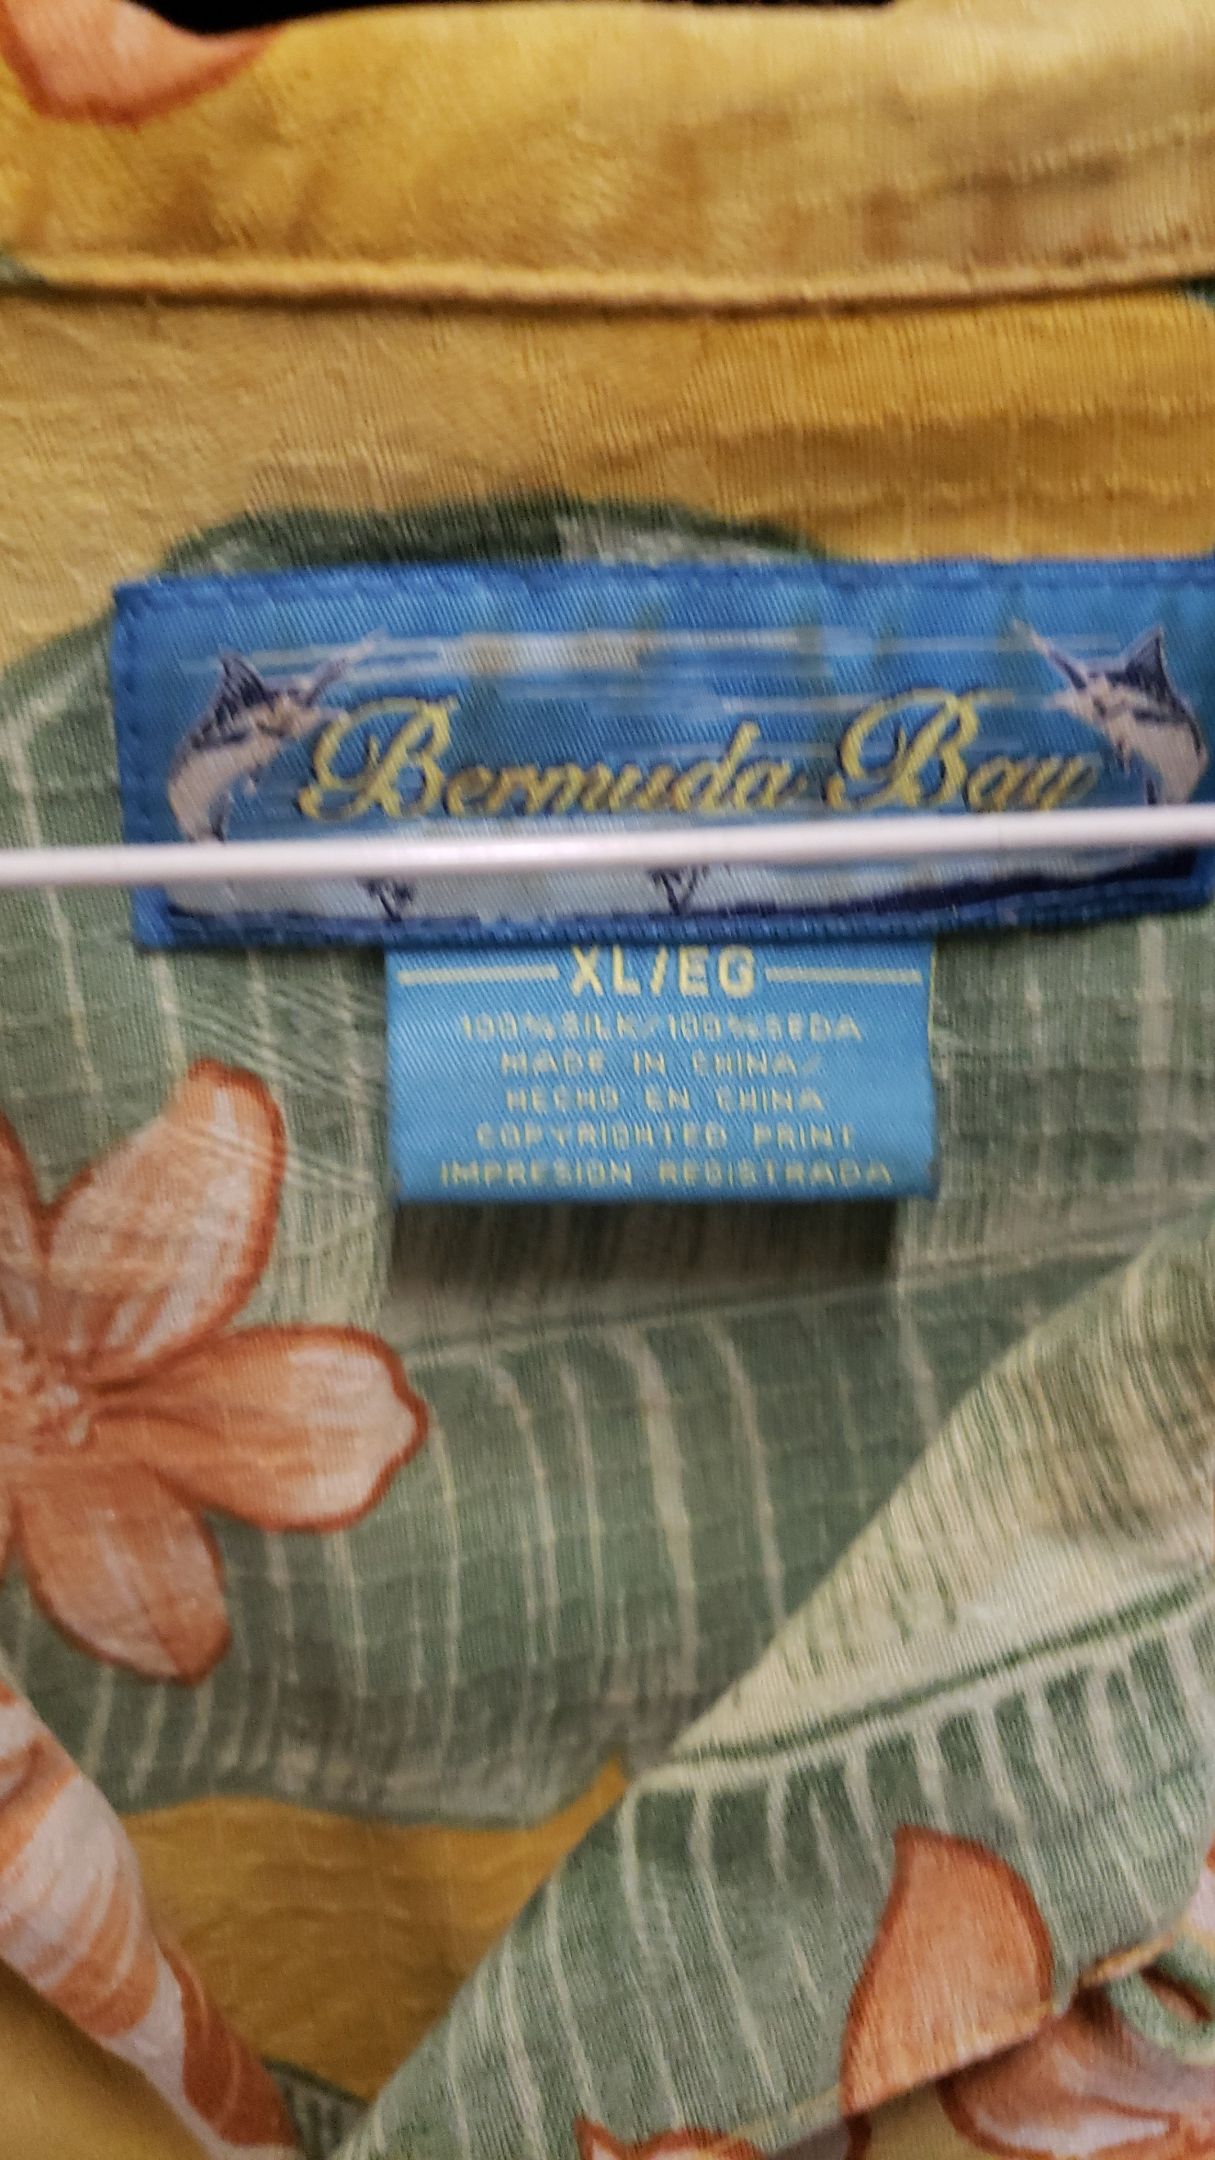 Bermuda Bay
XL/EG
100% SILK/100% SEDA
MADE IN CHINA/
HECHO EN CHINA
COPYRIGHTED PRINT
IMPRESION REGISTRADA